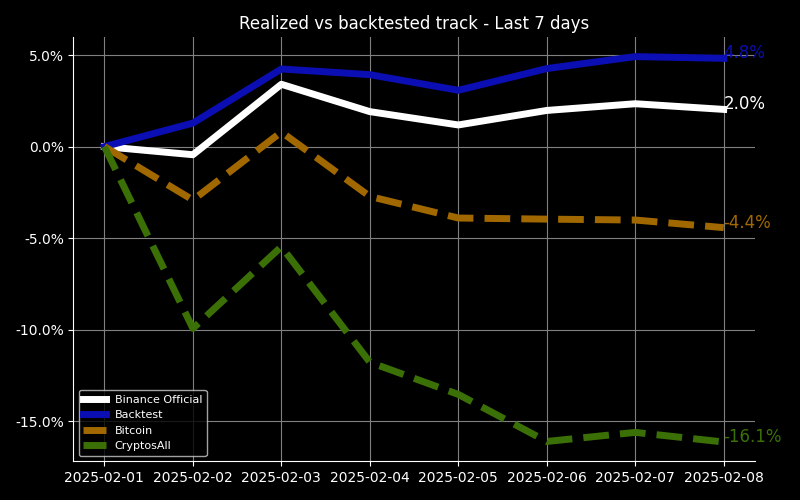 Realized vs backtested track - Last 7 days
5.0%
0.0%
-5.0%
-10.0%
-15.0%
4.8%
2.0%
-4.4%
-16.1%
Binance Official
Backtest
Bitcoin
CryptosAll
2025-02-01 2025-02-02 2025-02-03 2025-02-04 2025-02-05 2025-02-06 2025-02-07 2025-02-08